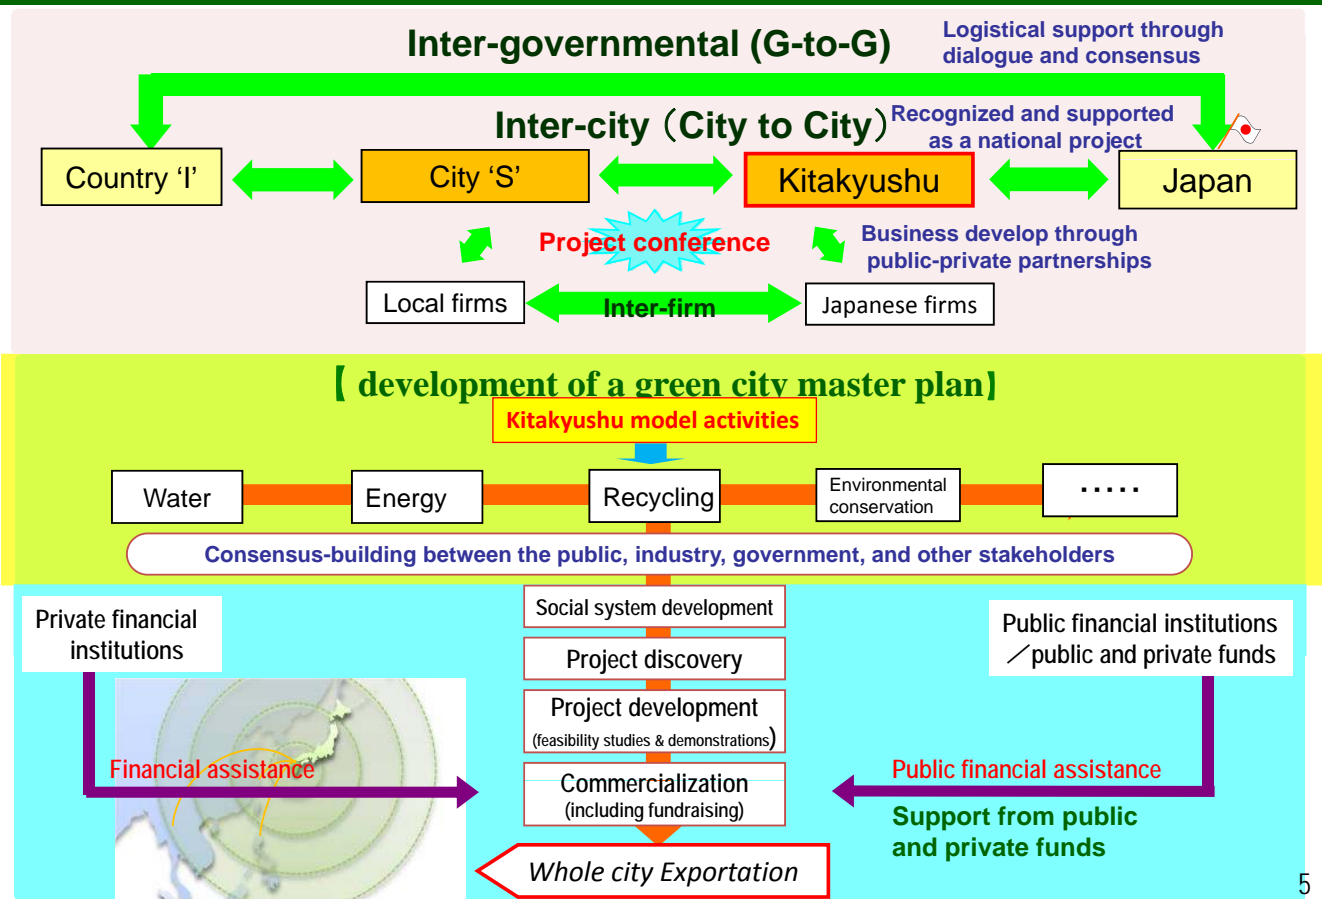 Inter-governmental (G-to-G)
Logistical support through
dialogue and consensus
Inter-city（City to City）
Recognized and supported
as a national project
Country ‘I’
City ‘S’
Kitakyushu
Japan
Project conference
Business develop through
public-private partnerships
Local firms
Inter-firm
Japanese firms
【 development of a green city master plan】
Kitakyushu model activities
Water
Energy
Recycling
Environmental
conservation
·····
Consensus-building between the public, industry, government, and other stakeholders
Private financial
institutions
Social system development
Project discovery
Project development
(feasibility studies & demonstrations)
Commercialization
(including fundraising)
Public financial institutions
／public and private funds
Financial assistance
Public financial assistance
Support from public
and private funds
Whole city Exportation
5